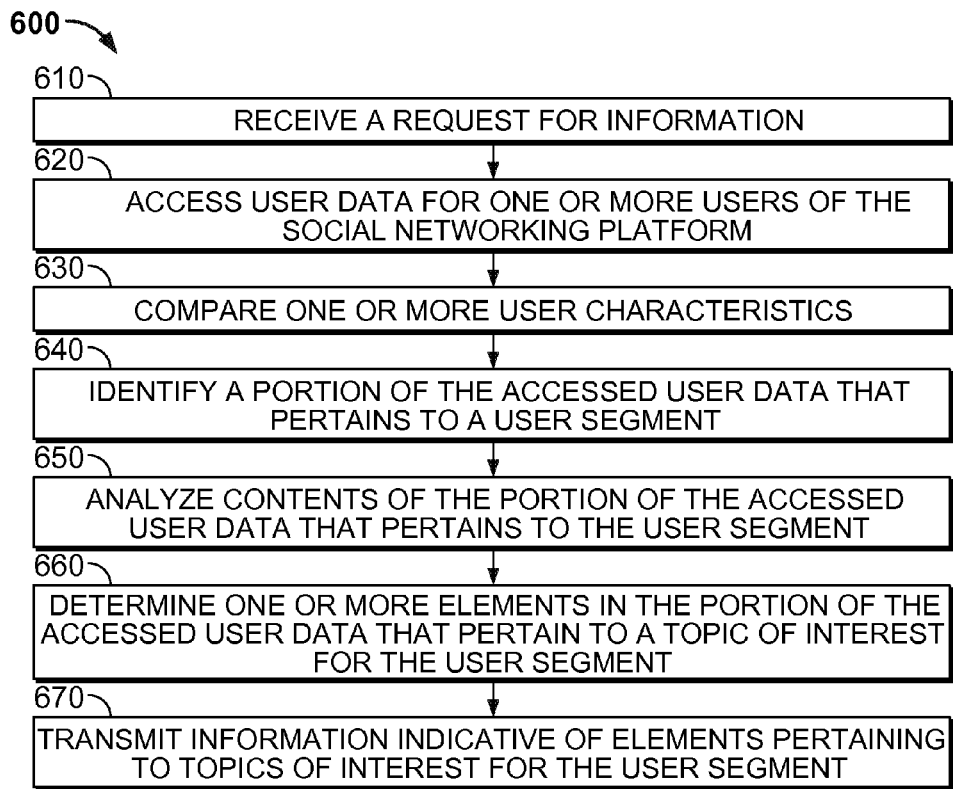 600
610
RECEIVE A REQUEST FOR INFORMATION
620
ACCESS USER DATA FOR ONE OR MORE USERS OF THE
SOCIAL NETWORKING PLATFORM
630
COMPARE ONE OR MORE USER CHARACTERISTICS
640
IDENTIFY A PORTION OF THE ACCESSED USER DATA THAT
PERTAINS TO A USER SEGMENT
650
ANALYZE CONTENTS OF THE PORTION OF THE ACCESSED
USER DATA THAT PERTAINS TO THE USER SEGMENT
660
DETERMINE ONE OR MORE ELEMENTS IN THE PORTION OF THE
ACCESSED USER DATA THAT PERTAIN TO A TOPIC OF INTEREST
FOR THE USER SEGMENT
670
TRANSMIT INFORMATION INDICATIVE OF ELEMENTS PERTAINING
TO TOPICS OF INTEREST FOR THE USER SEGMENT